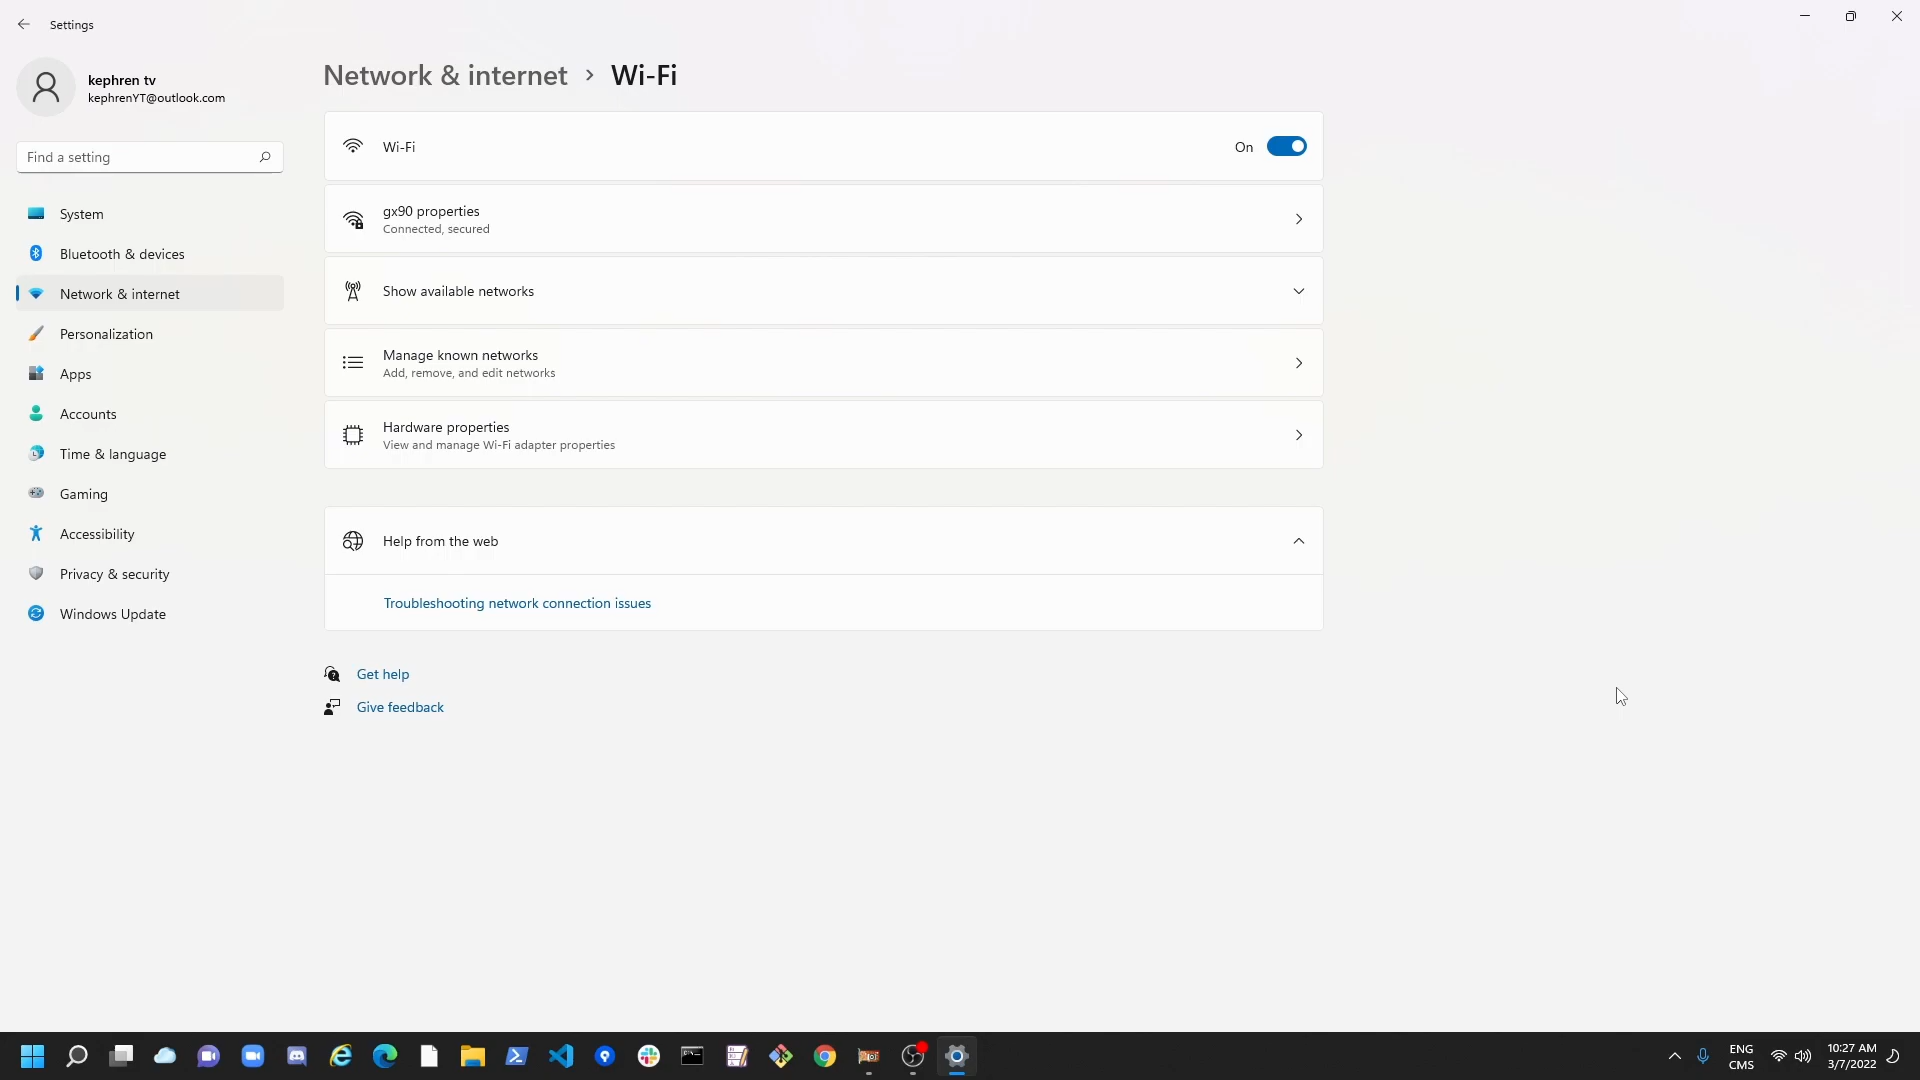 Settings
kephren tv
kephrenYT@outlook.com
Find a setting
System
Bluetooth & devices
Network & internet
Personalization
Apps
Accounts
Time & language
Gaming
Accessibility
Privacy & security
Windows Update
Network & internet > Wi-Fi
Wi-Fi
On
gx90 properties
Connected, secured
Show available networks
Manage known networks
Add, remove, and edit networks
Hardware properties
View and manage Wi-Fi adapter properties
Help from the web
Troubleshooting network connection issues
Get help
Give feedback
ENG
CMS
10:27 AM
3/7/2022